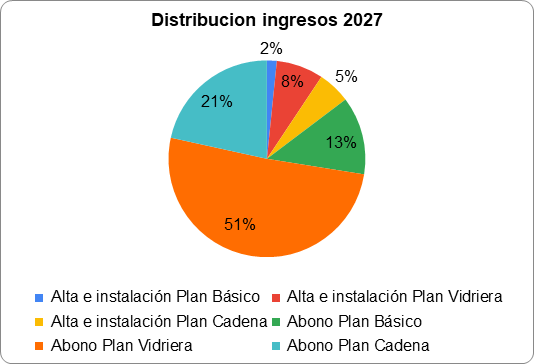 Distribucion ingresos 2027
2%
8%
5%
21%
13%
51%
Alta e instalación Plan Básico
Alta e instalación Plan Vidriera
Alta e instalación Plan Cadena
Abono Plan Básico
Abono Plan Vidriera
Abono Plan Cadena